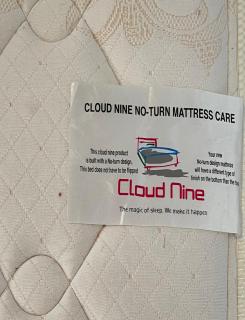 CLOUD NINE NO-TURN MATTRESS CARE
This cloud nine product
is built with a No-turn design.
This bed does not have to be flipped
Your new
No-turn design mattress
will have a different type of
finish on the bottom than the top
Cloud Nine
The magic of sleep. We make it happen